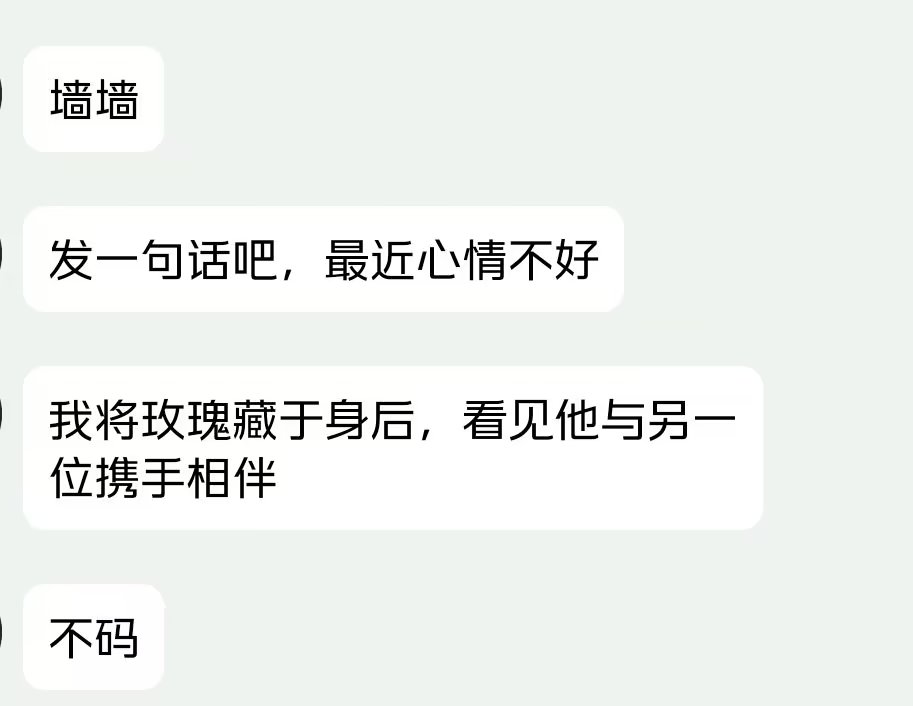 墙墙
发一句话吧，最近心情不好
我将玫瑰藏于身后，看见他与另一
位携手相伴
不码